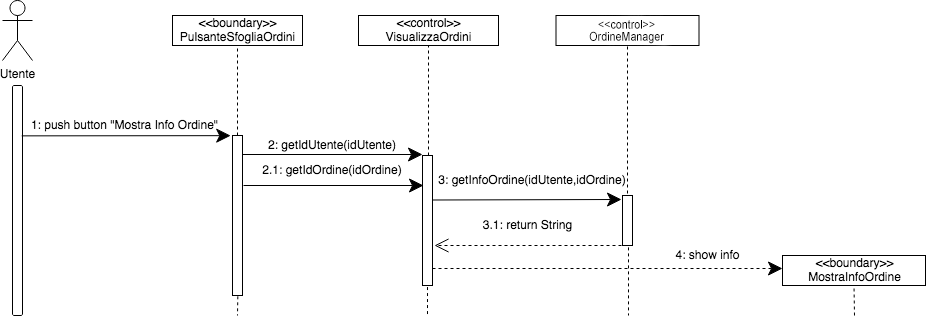 <<boundary>>
PulsanteSfogliaOrdini
<<control>>
VisualizzaOrdini
<<control>>
OrdineManager
Utente
1: push button "Mostra Info Ordine"
2: getIdUtente(idUtente)
2.1: getIdOrdine(idOrdine)
3: getInfoOrdine(idUtente,idOrdine)
3.1: return String
4: show info
<<boundary>>
MostraInfoOrdine